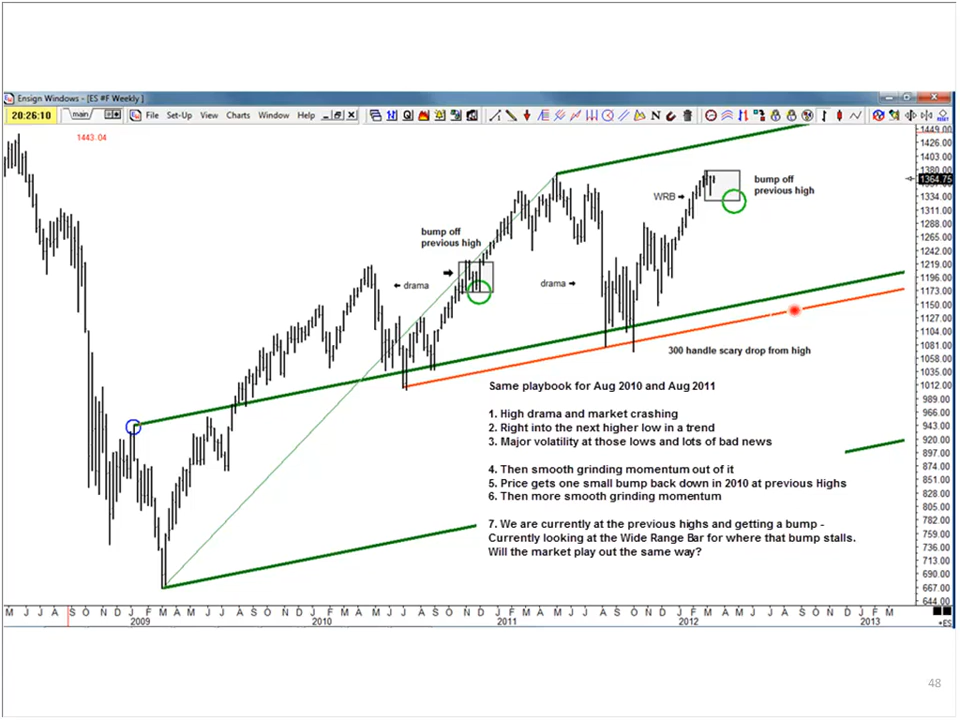 Ensign Windows - [ES #F Weekly ]
20:26:10
main
File Set-Up View Charts Window Help
N
1443.04
1449.00
1426.00
1403.00
1380.00
1364.75
1334.00
1311.00
1288.00
1265.00
1242.00
1219.00
1196.00
1173.00
1150.00
1127.00
1104.00
1081.00
1058.00
1035.00
1012.00
989.00
966.00
943.00
920.00
897.00
874.00
851.00
828.00
805.00
782.00
759.00
736.00
713.00
690.00
667.00
644.00
bump off
previous high
WRB
bump off
previous high
drama
drama
300 handle scary drop from high
Same playbook for Aug 2010 and Aug 2011
1. High drama and market crashing
2. Right into the next higher low in a trend
3. Major volatility at those lows and lots of bad news
4. Then smooth grinding momentum out of it
5. Price gets one small bump back down in 2010 at previous Highs
6. Then more smooth grinding momentum
7. We are currently at the previous highs and getting a bump -
Currently looking at the Wide Range Bar for where that bump stalls.
Will the market play out the same way?
M J J A S O N D J F M A M J J A S O N D J F M A M J J A S O N D J F M A M J J A S O N D J F M A M J J A S O N D J F M
2009 2010 2011 2012 2013
+ES
48